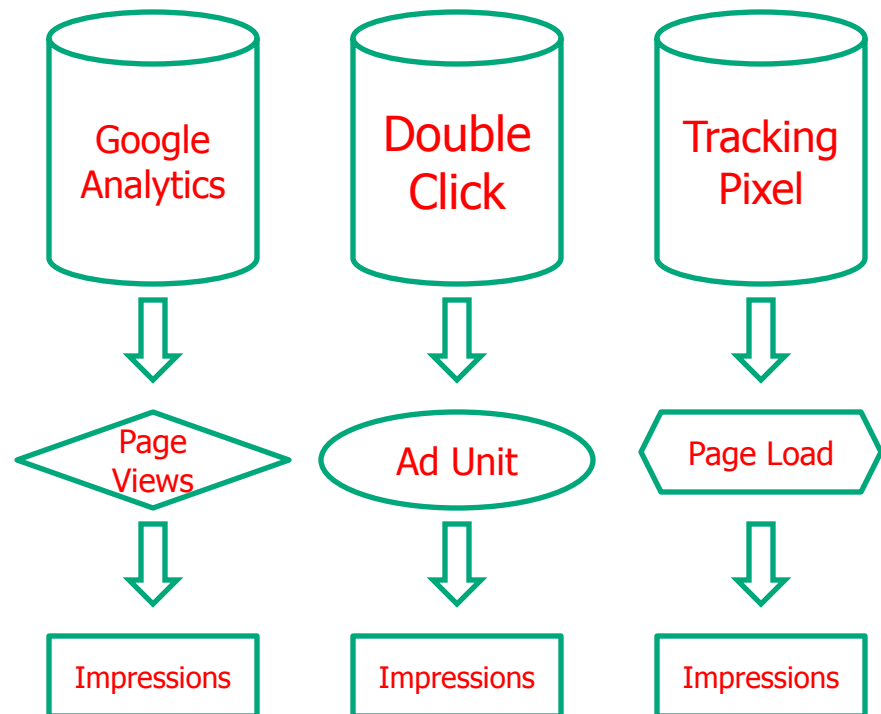 Google
Analytics
Double
Click
Tracking
Pixel
Page
Views
Ad Unit
Page Load
Impressions
Impressions
Impressions